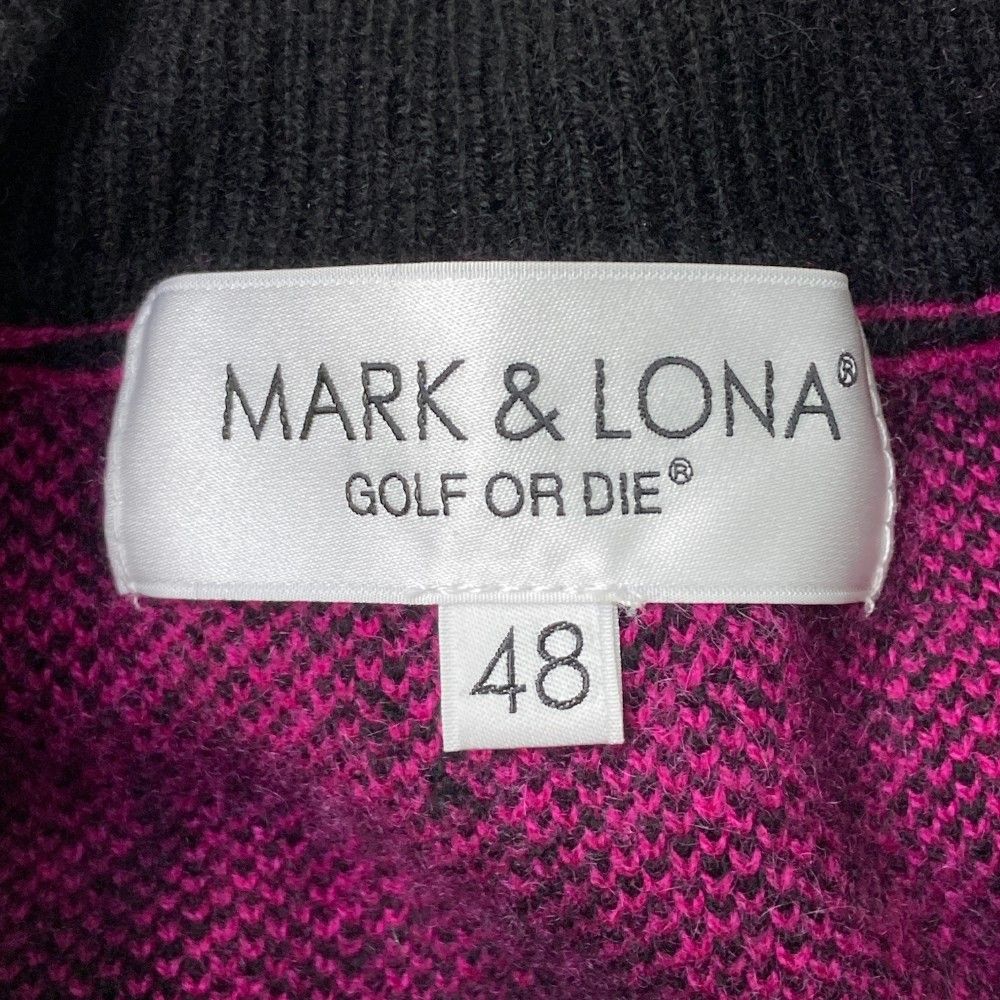 MARK & LONA®
GOLF OR DIE®
48